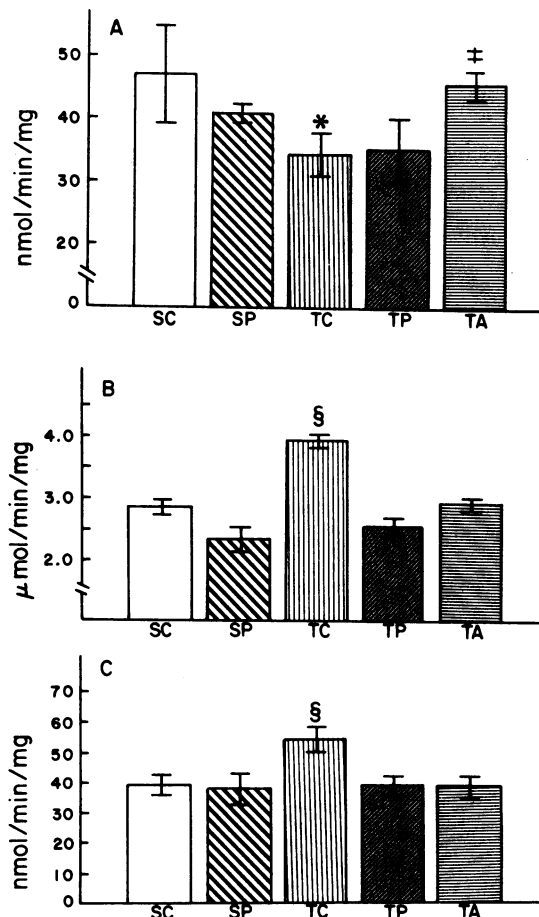 A
50
40
30
20
0
nmol/min/mg
*
‡
SC SP TC TP TA
B
4.0
3.0
2.0
μmol/min/mg
§
SC SP TC TP TA
C
70
60
50
40
30
20
10
0
nmol/min/mg
§
SC SP TC TP TA